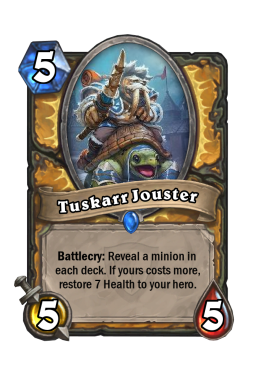 5
Tuskarr Jouster
Battlecry: Reveal a minion in
each deck. If yours costs more,
restore 7 Health to your hero.
5 5